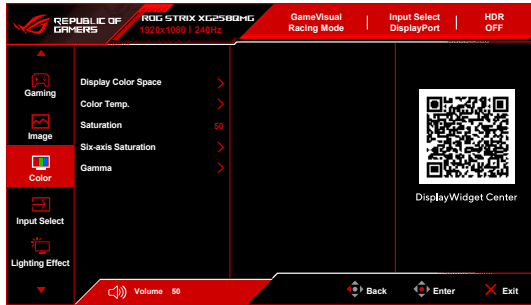 REPUBLIC OF
GAMERS
ROG STRIX XG258QMG
1920x1080 | 240Hz
GameVisual
Racing Mode
Input Select
DisplayPort
HDR
OFF
Gaming
Image
Color
Input Select
Lighting Effect
Display Color Space
Color Temp.
Saturation 50
Six-axis Saturation
Gamma
DisplayWidget Center
Volume 50
Back
Enter
Exit